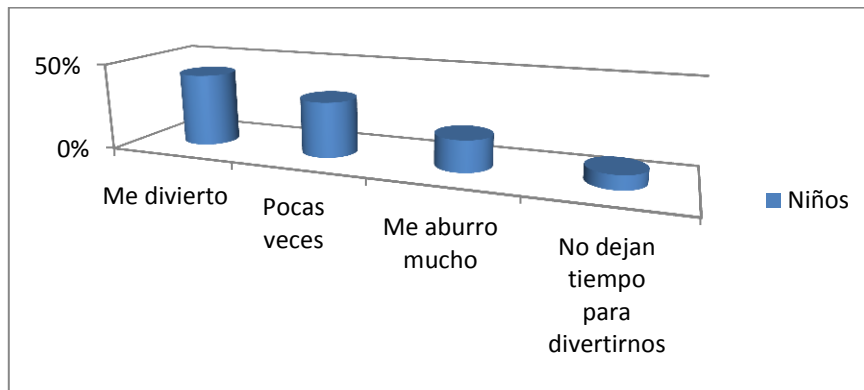 50%
0%
Me divierto
Pocas
veces
Me aburro
mucho
No dejan
tiempo
para
divertirnos
Niños